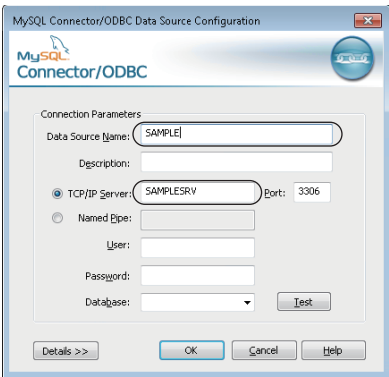 MySQL Connector/ODBC Data Source Configuration
MySQL
Connector/ODBC
Connection Parameters
Data Source Name: SAMPLE
Description:
TCP/IP Server: SAMPLESRV Port: 3306
Named Pipe:
User:
Password:
Database: Test
Details >> OK Cancel Help